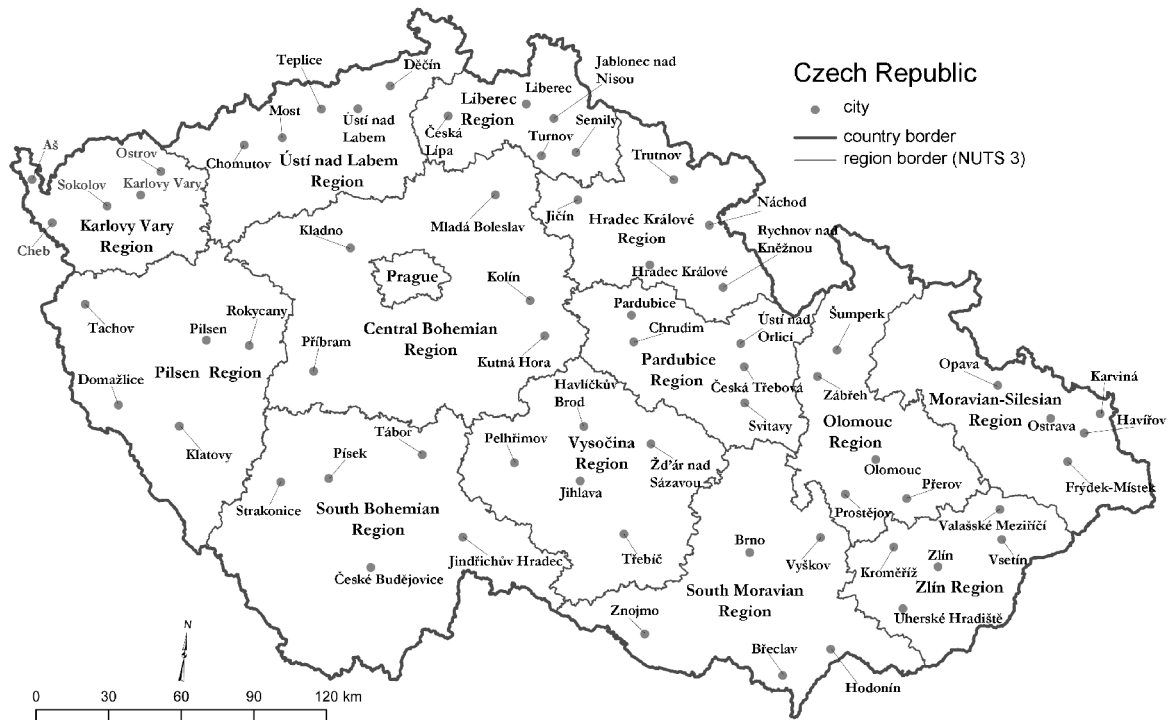 Jablonec nad
Nisou
Teplice
Děčín
Liberec
Liberec
Region
Czech Republic
city
country border
region border (NUTS 3)
Most
Ústí nad
Labem
Česká
Lípa
Turnov
Semily
Aš
Ostrov
Chomutov
Ústí nad Labem
Region
Trutnov
Sokolov
Karlovy Vary
Karlovy Vary
Region
Cheb
Mladá Boleslav
Jičín
Hradec Králové
Region
Náchod
Rychnov nad
Kněžnou
Kladno
Prague
Kolín
Hradec Králové
Tachov
Pilsen
Rokycany
Příbram
Central Bohemian
Region
Kutná Hora
Pardubice
Chrudim
Ústí nad
Orlicí
Pardubice
Region
Česká Třebová
Svitavy
Šumperk
Zábřeh
Opava
Karviná
Moravian-Silesian
Region
Ostrava
Havířov
Domažlice
Pilsen Region
Klatovy
Havlíčkův
Brod
Tábor
Pelhřimov
Vysočina
Region
Žďár nad
Sázavou
Olomouc
Region
Olomouc
Přerov
Prostějov
Frýdek-Místek
Písek
Strakonice
South Bohemian
Region
Jihlava
Jindřichův Hradec
Třebíč
České Budějovice
Brno
Vyškov
Valašské Meziříčí
Vsetín
Kroměříž
Zlín
Zlín Region
Uherské Hradiště
South Moravian
Region
Znojmo
Břeclav
Hodonín
N
0 30 60 90 120 km